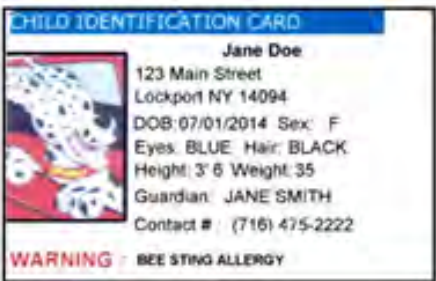 CHILD IDENTIFICATION CARD
Jane Doe
123 Main Street
Lockport NY 14094
DOB:07/01/2014 Sex: F
Eyes: BLUE Hair: BLACK
Height: 3' 6 Weight: 35
Guardian: JANE SMITH
Contact # : (716) 475-2222
WARNING : BEE STING ALLERGY